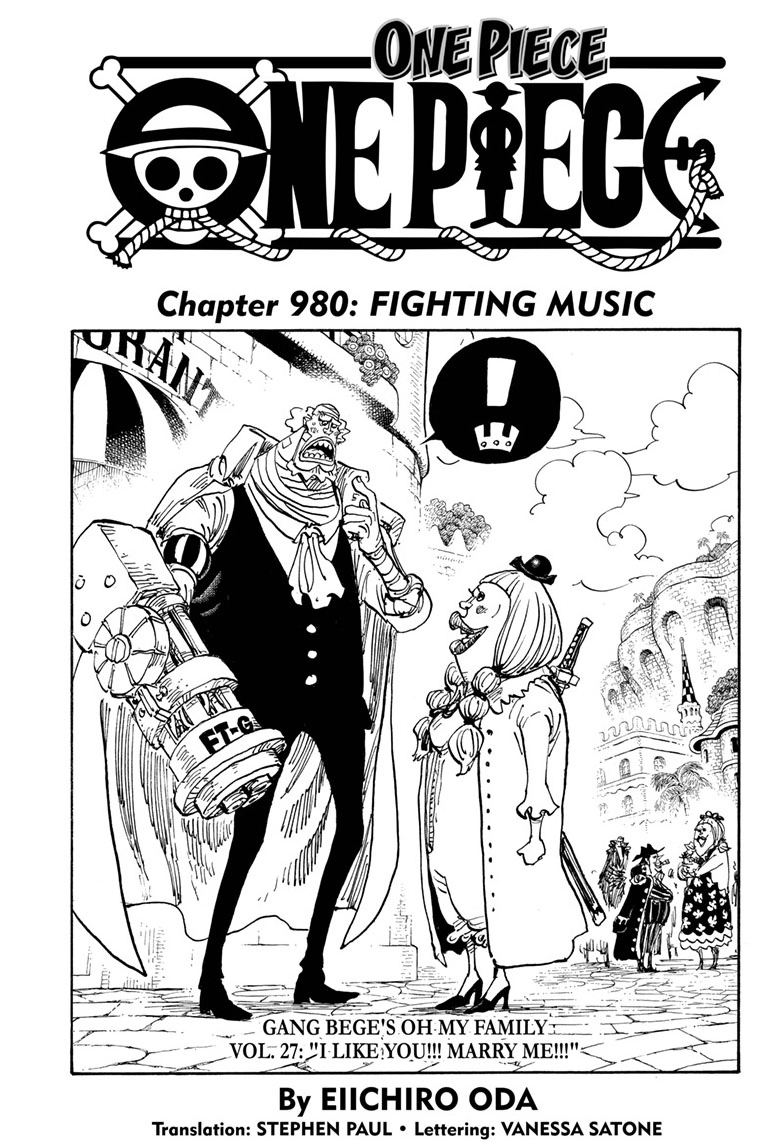 ONE PIECE
ONE PIECE
Chapter 980: FIGHTING MUSIC
!
FT-G
GANG BEGE'S OH MY FAMILY
VOL. 27: "I LIKE YOU!!! MARRY ME!!!"
By EIICHIRO ODA
Translation: STEPHEN PAUL • Lettering: VANESSA SATONE